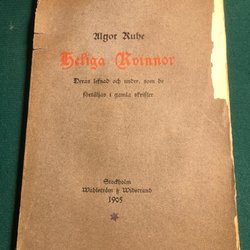 Algot Ruhe
Heliga Kvinnor
Deras lefnad och under, som de
förtäljas i gamla skrifter
Stockholm
Wahlström & Widstrand
1905